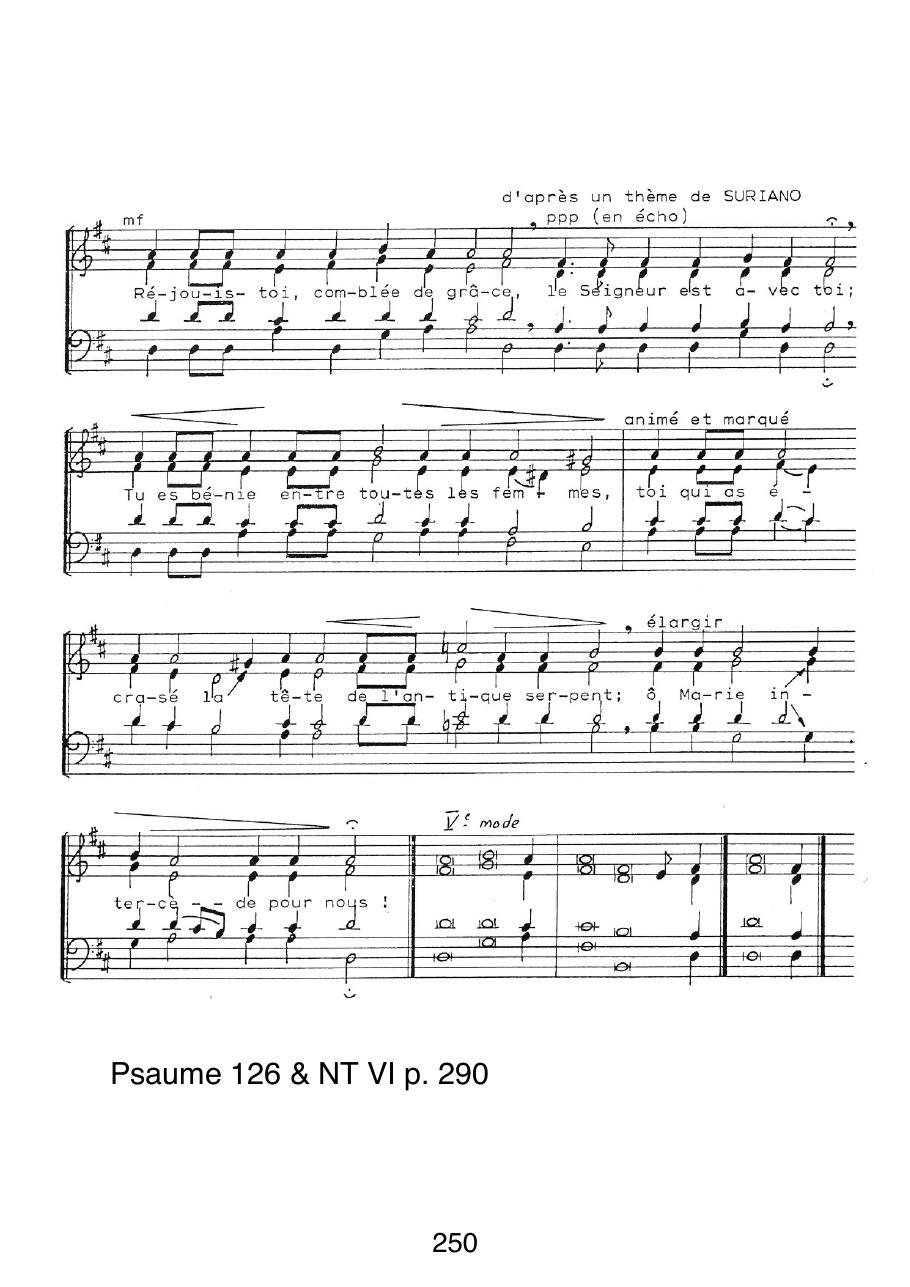 d'après un thème de SURIANO
mf ppp (en écho)
Ré-jou-is- toi, com-blée de grâ-ce, le Seigneur est a- vec toi;
animé et marqué
Tu es bé-nie en-tre tou-tes les fem - mes, toi qui as é -
élargir
cra-sé la tê-te de l'an- ti-que ser-pent; ô Ma-rie in -
Ve mode
ter-cè - - de pour nous !
Psaume 126 & NT VI p. 290
250